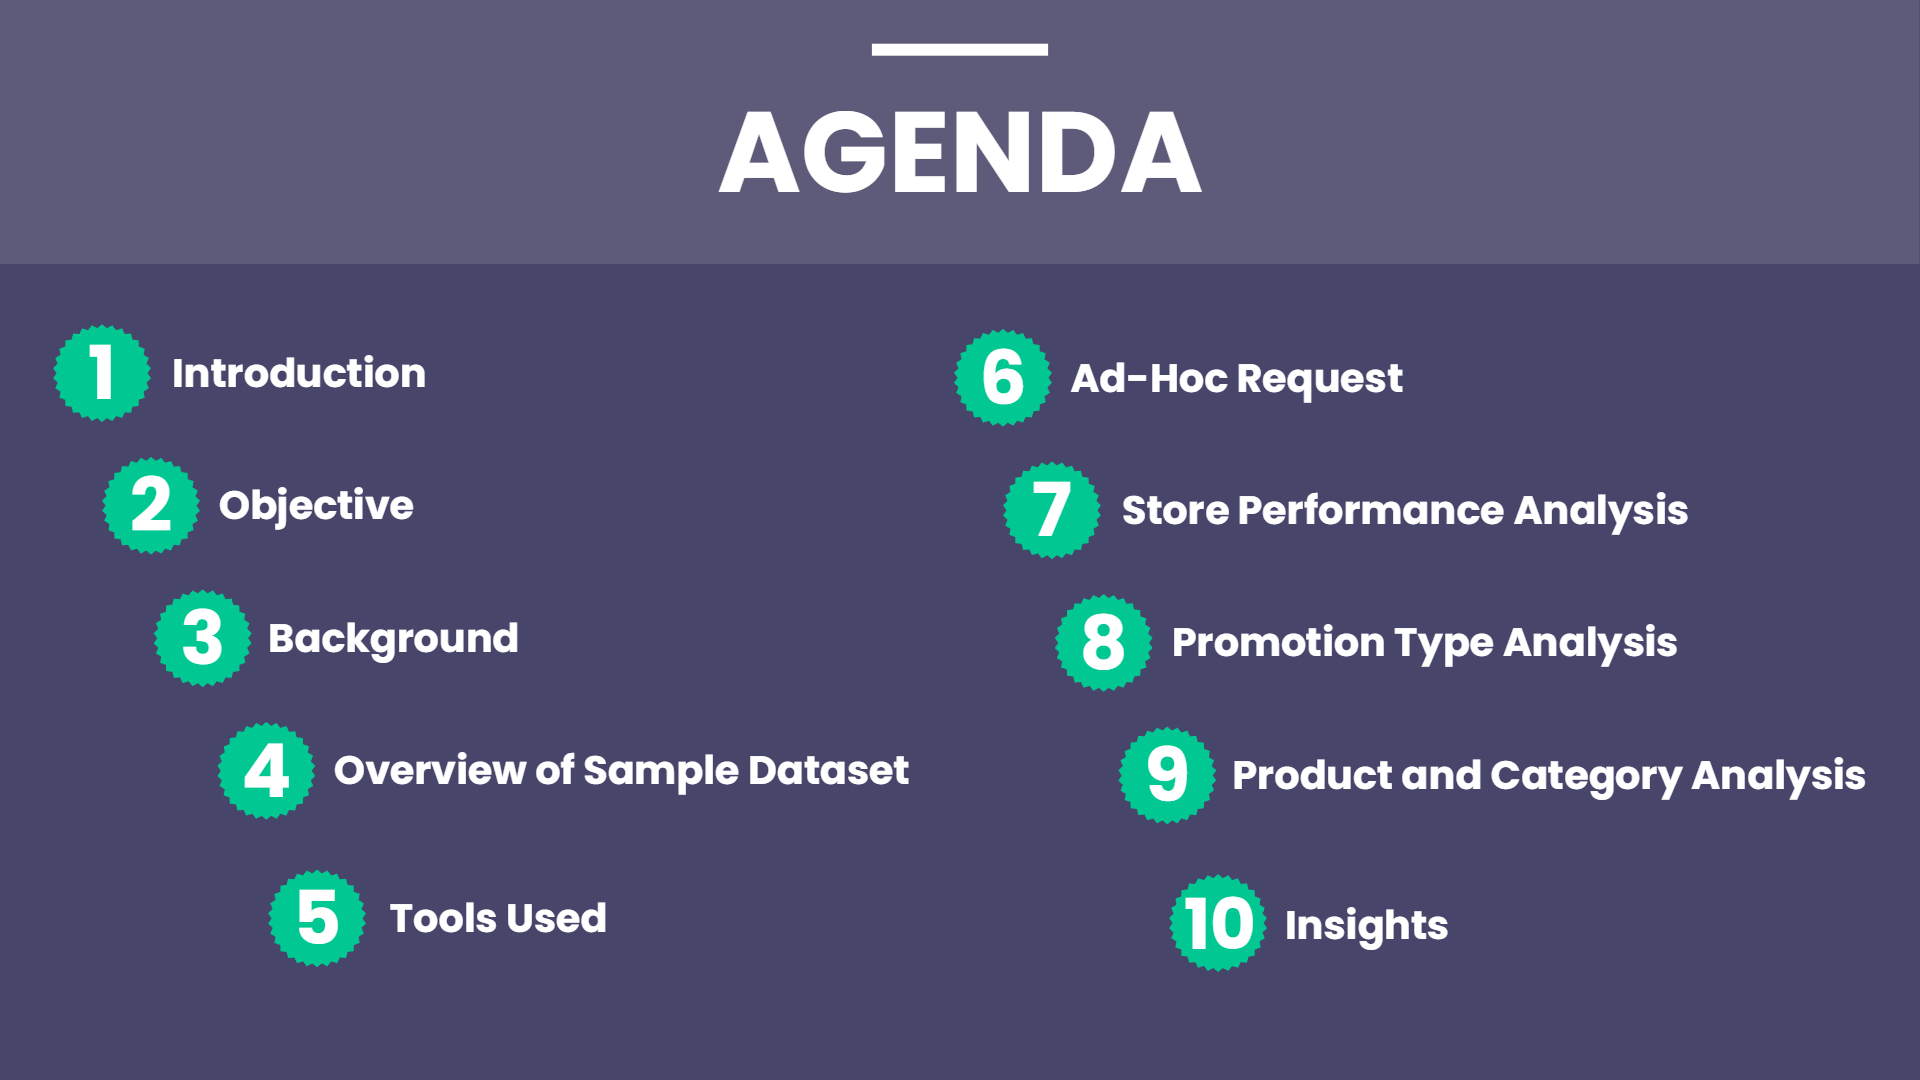 AGENDA
1 Introduction
2 Objective
3 Background
4 Overview of Sample Dataset
5 Tools Used
6 Ad-Hoc Request
7 Store Performance Analysis
8 Promotion Type Analysis
9 Product and Category Analysis
10 Insights